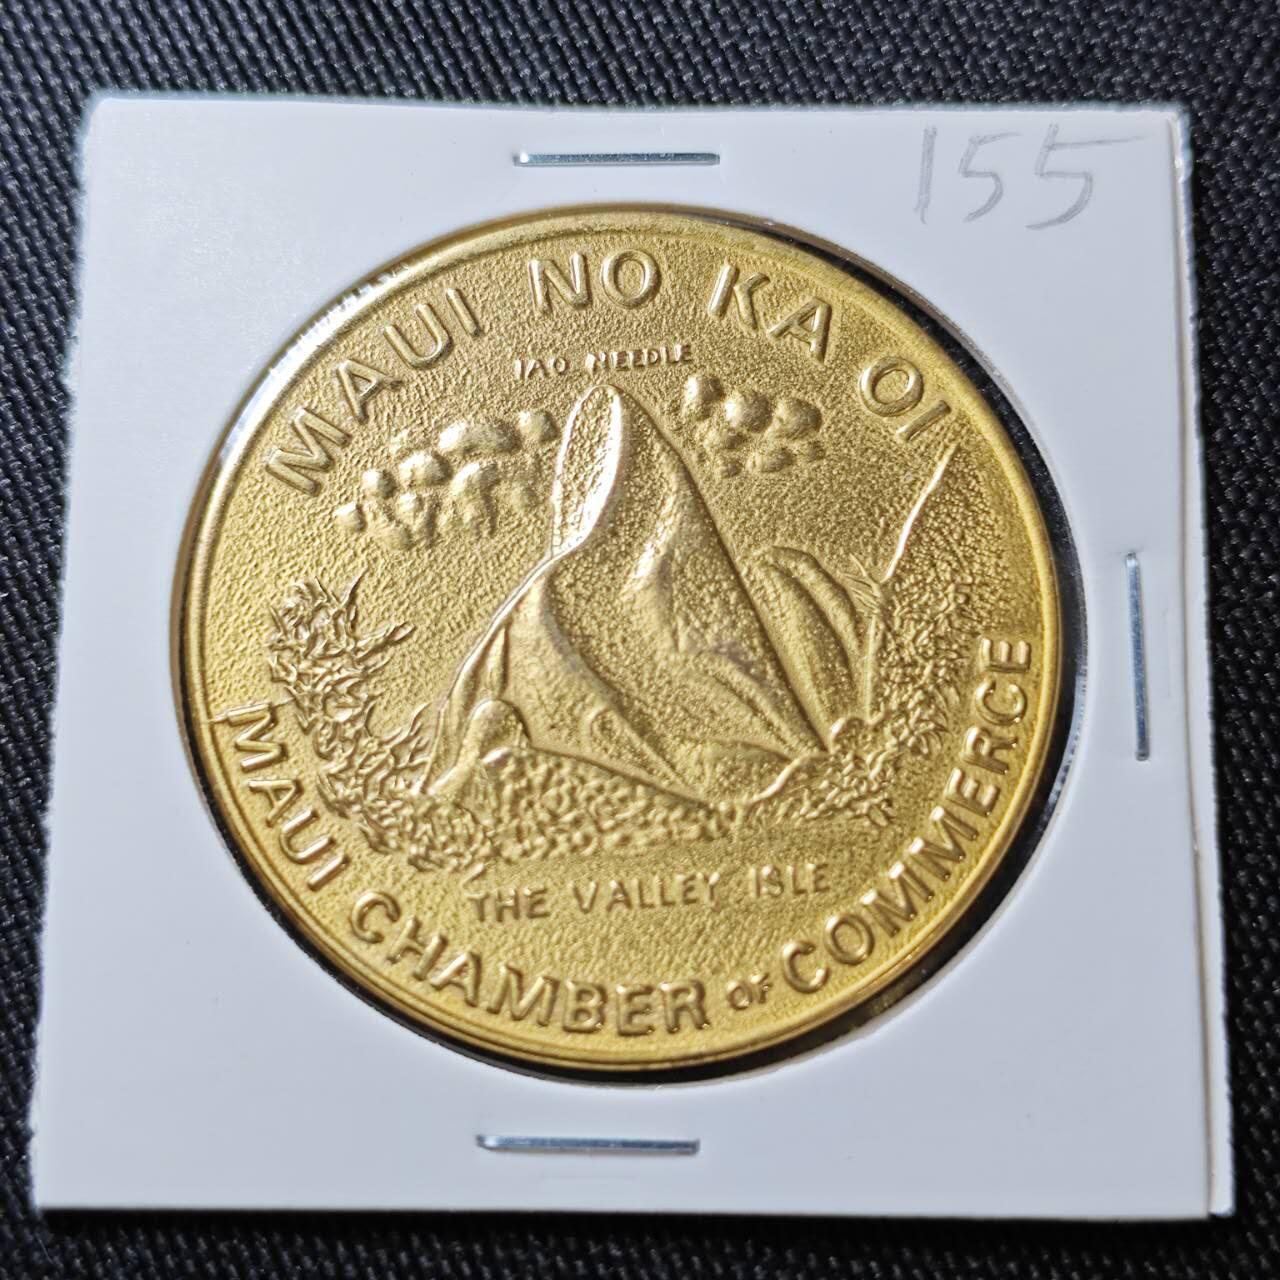 155
MAUI NO KA OI
IAO NEEDLE
THE VALLEY ISLE
MAUI CHAMBER OF COMMERCE